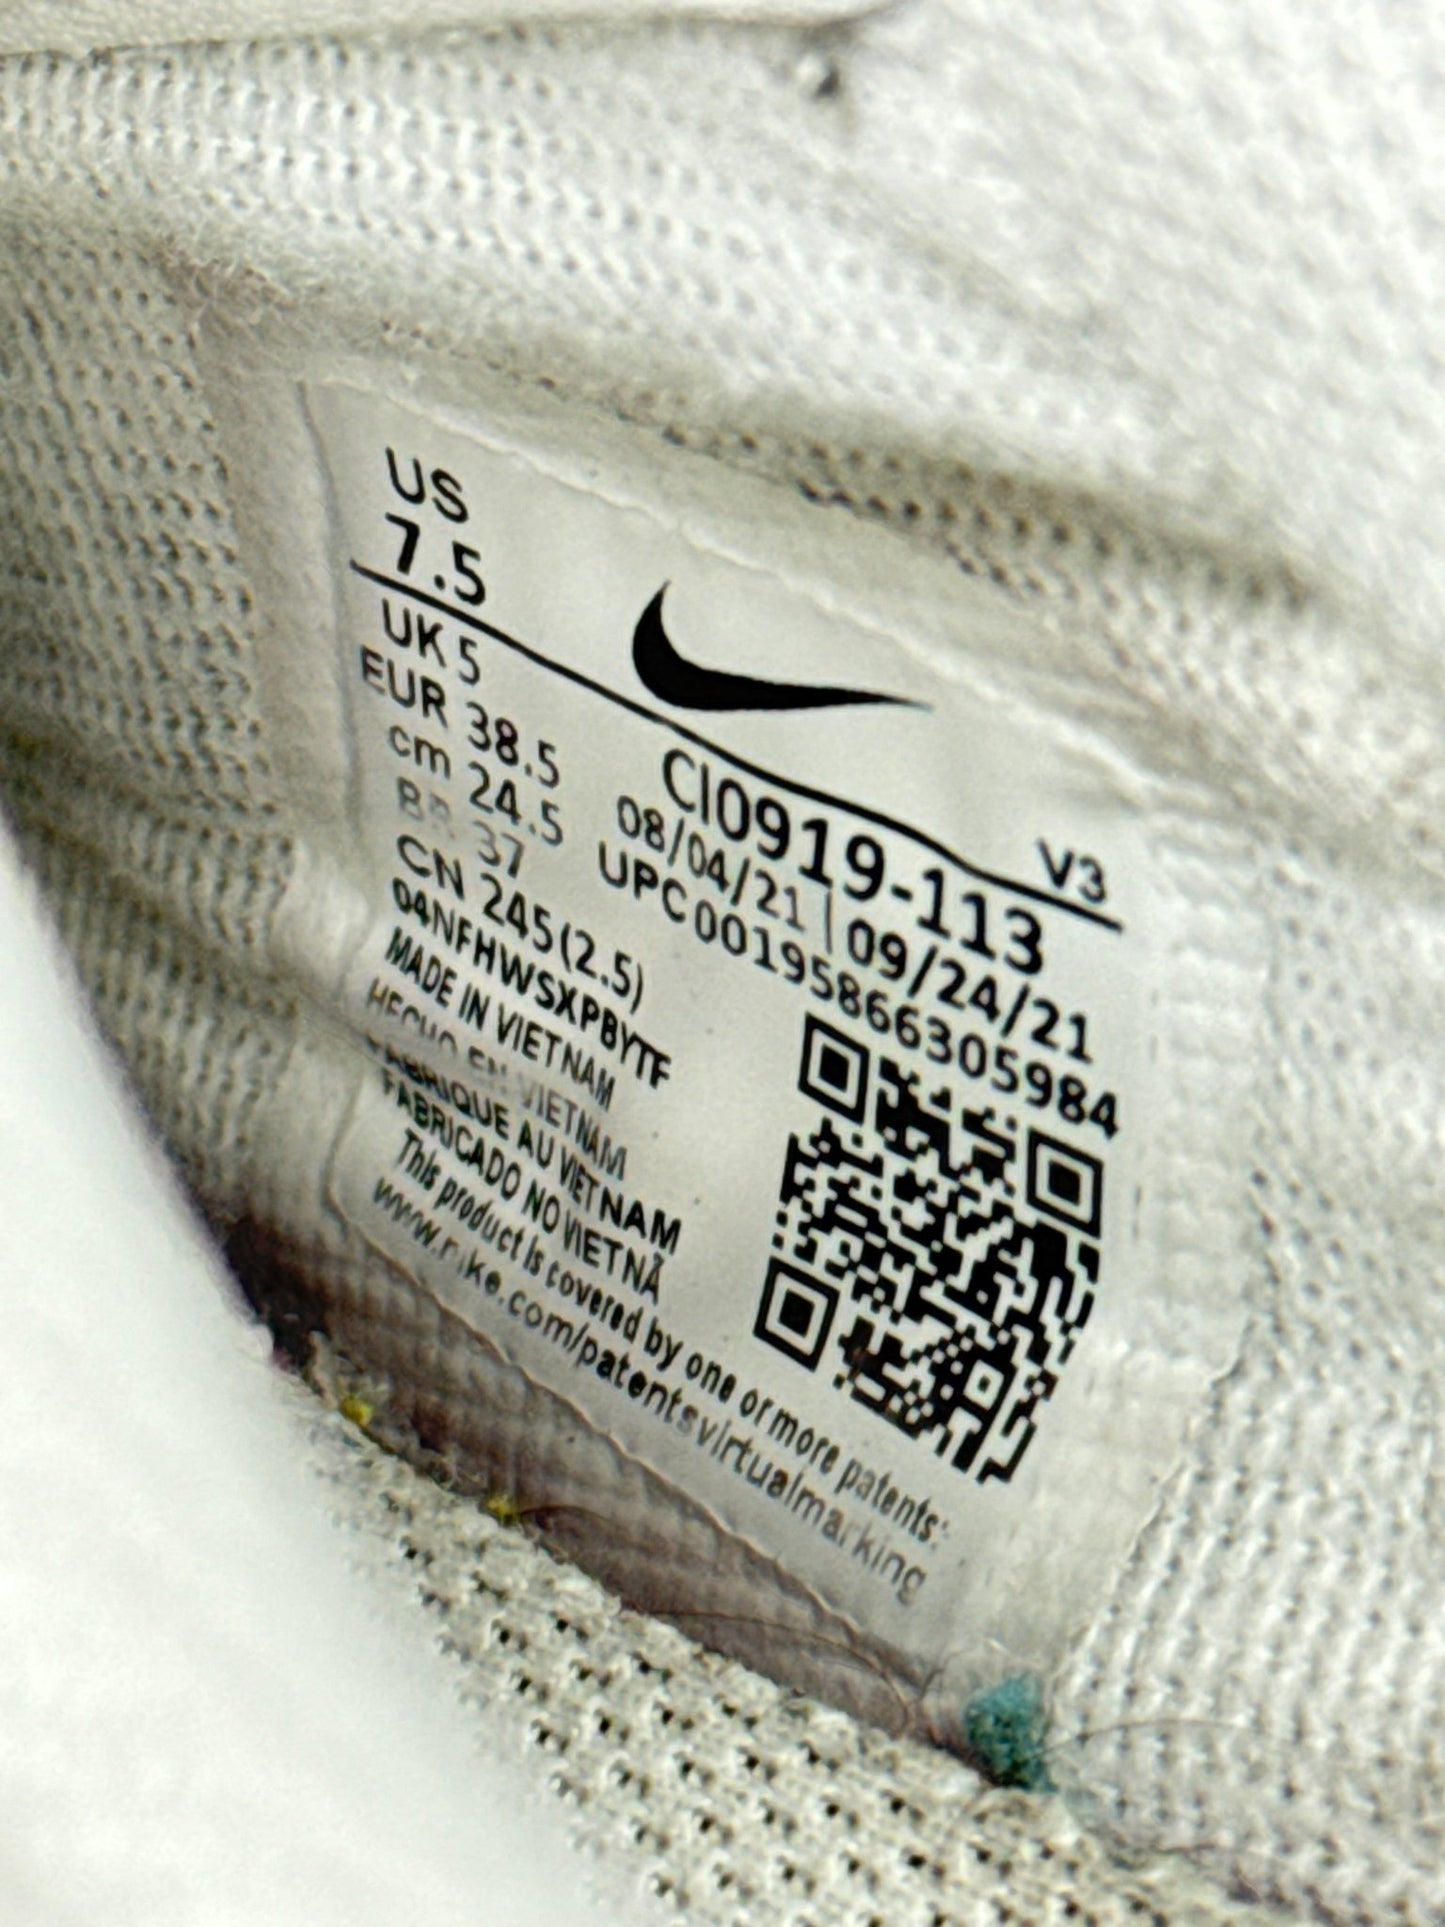 US
7.5
UK 5
EUR 38.5
cm 24.5
BR 37
CN 245(2.5)
04NFHWSXPBYTF
MADE IN VIETNAM
HECHO EN VIETNAM
FABRIQUE AU VIETNAM
FABRICADO NO VIETNÃ
This product is covered by one or more patents:
www.nike.com/patentsvirtualmarking
V3
CI0919-113
08/04/21 | 09/24/21
UPC 00195866305984